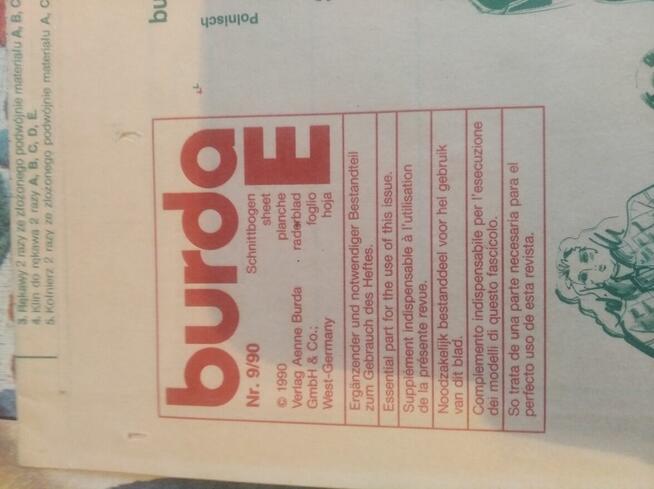 3. Rękawy 2 razy ze złożonego podwójnie materiału A, B, C
4. Klin do rękawa 2 razy A, B, C, D, E.
5. Kołnierz 2 razy ze złożonego podwójnie materiału A, C
bu
Polnisch
burda
E
Nr. 9/90
© 1990
Verlag Aenne Burda
GmbH & Co.;
West-Germany
Schnittbogen
sheet
planche
raderblad
foglio
hoja
Ergänzender und notwendiger Bestandteil
zum Gebrauch des Heftes.
Essential part for the use of this issue.
Supplément indispensable à l'utilisation
de la présente revue.
Noodzakelijk bestanddeel voor hel gebruik
van dit blad.
Complemento indispensabile per l'esecuzione
dei modelli di questo fascicolo.
So trata de una parte necesaria para el
perfecto uso de esta revista.